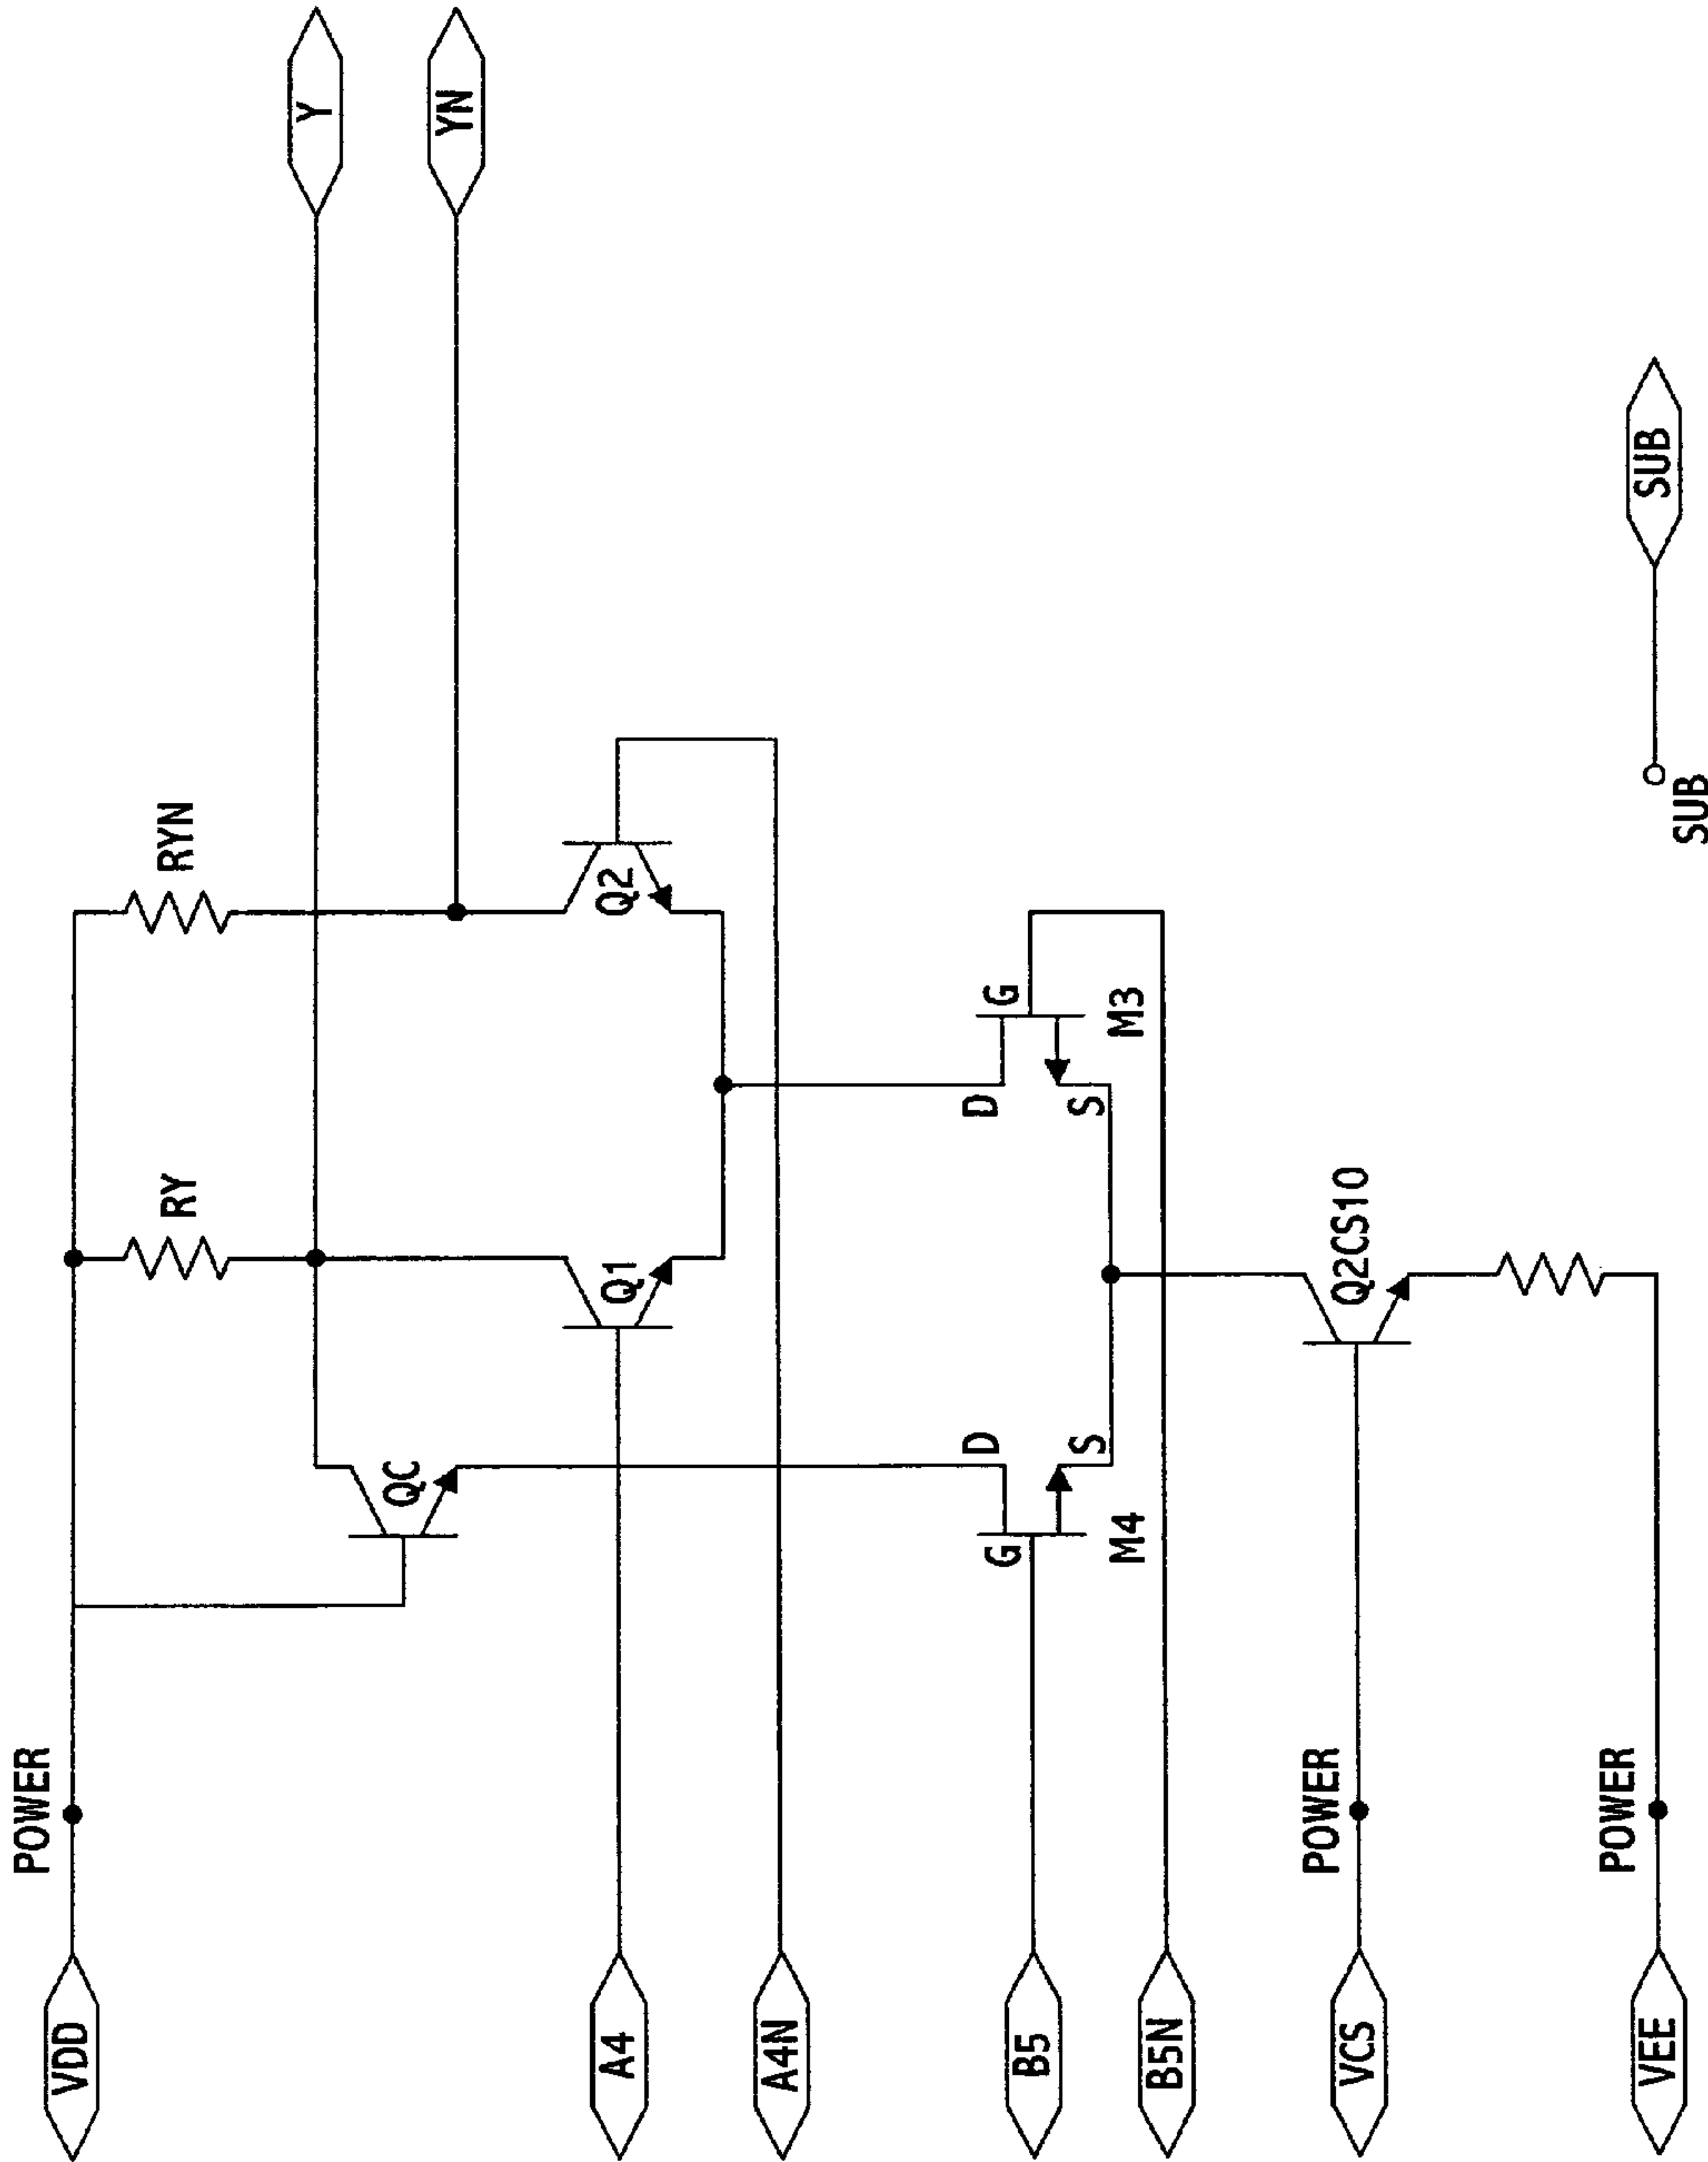 VDD
POWER
RY
RYN
Y
YN
QC
Q1
Q2
A4
A4N
D
D
G
G
S
S
M4
M3
B5
B5N
Q2CS10
VCS
POWER
VEE
POWER
SUB
SUB